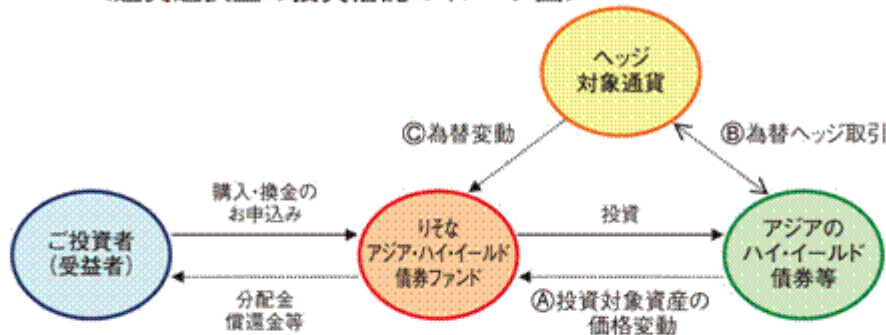 ヘッジ
対象通貨
Ⓒ為替変動
Ⓑ為替ヘッジ取引
購入・換金の
お申込み
投資
ご投資者
(受益者)
りそな
アジア・ハイ・イールド
債券ファンド
アジアの
ハイ・イールド
債券等
分配金
償還金等
Ⓐ投資対象資産の
価格変動